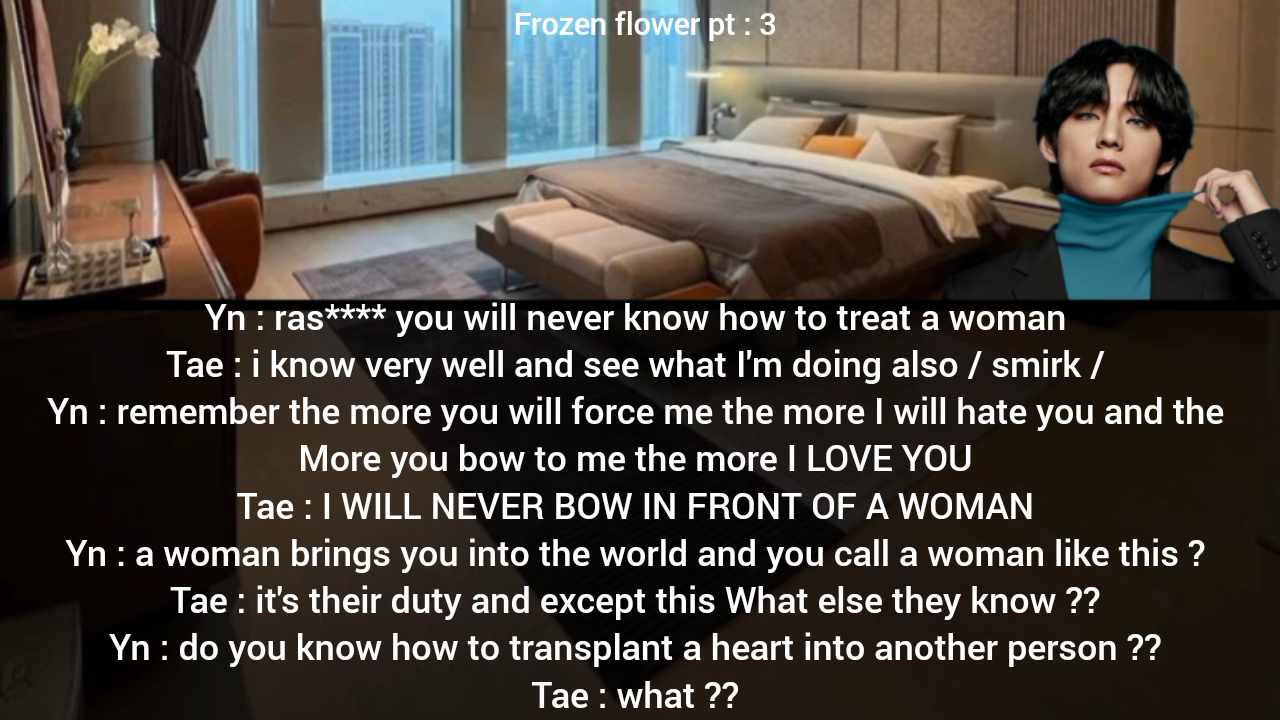 Frozen flower pt : 3
Yn : ras**** you will never know how to treat a woman
Tae : i know very well and see what I'm doing also / smirk /
Yn : remember the more you will force me the more I will hate you and the
More you bow to me the more I LOVE YOU
Tae : I WILL NEVER BOW IN FRONT OF A WOMAN
Yn : a woman brings you into the world and you call a woman like this ?
Tae : it's their duty and except this What else they know ??
Yn : do you know how to transplant a heart into another person ??
Tae : what ??